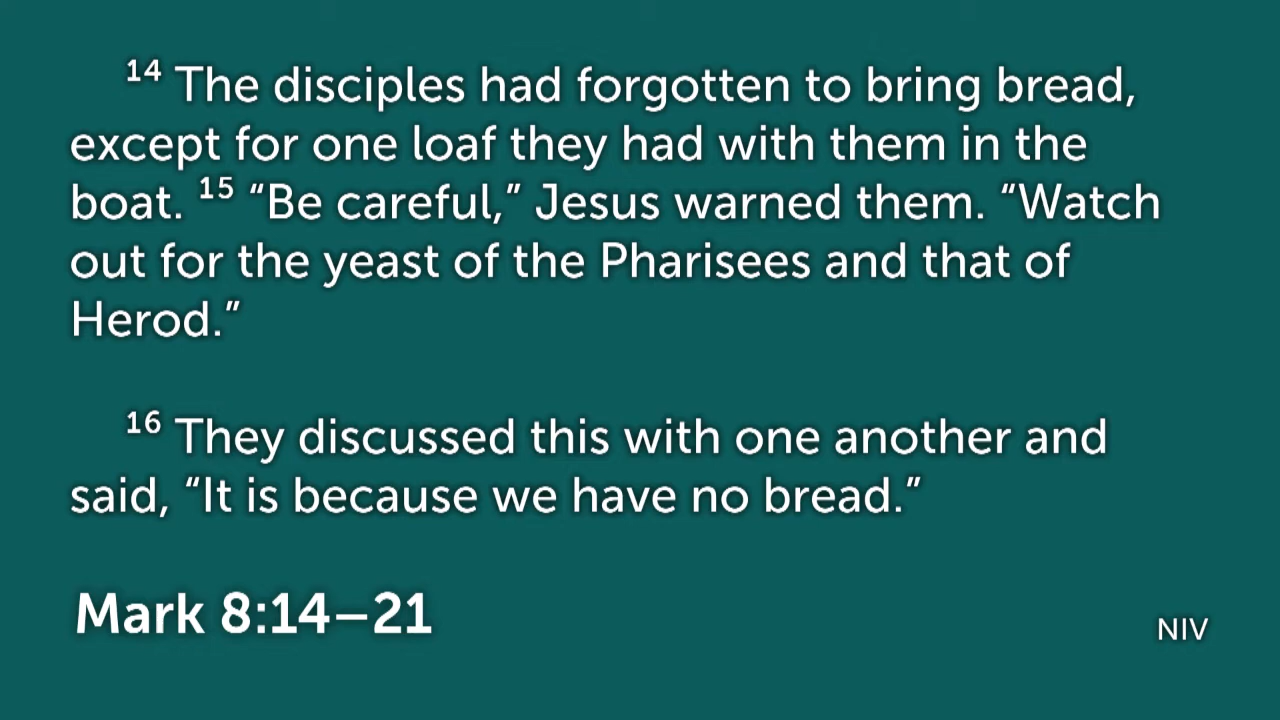 14 The disciples had forgotten to bring bread,
except for one loaf they had with them in the
boat. 15 “Be careful,” Jesus warned them. “Watch
out for the yeast of the Pharisees and that of
Herod.”
16 They discussed this with one another and
said, “It is because we have no bread.”
Mark 8:14–21
NIV